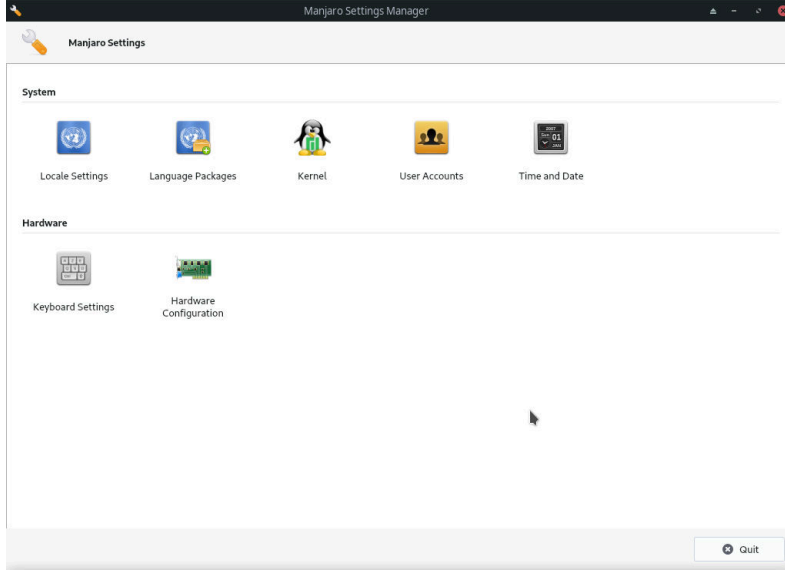 Manjaro Settings Manager
Manjaro Settings
System
Locale Settings
Language Packages
Kernel
User Accounts
Time and Date
Hardware
Keyboard Settings
Hardware
Configuration
Quit